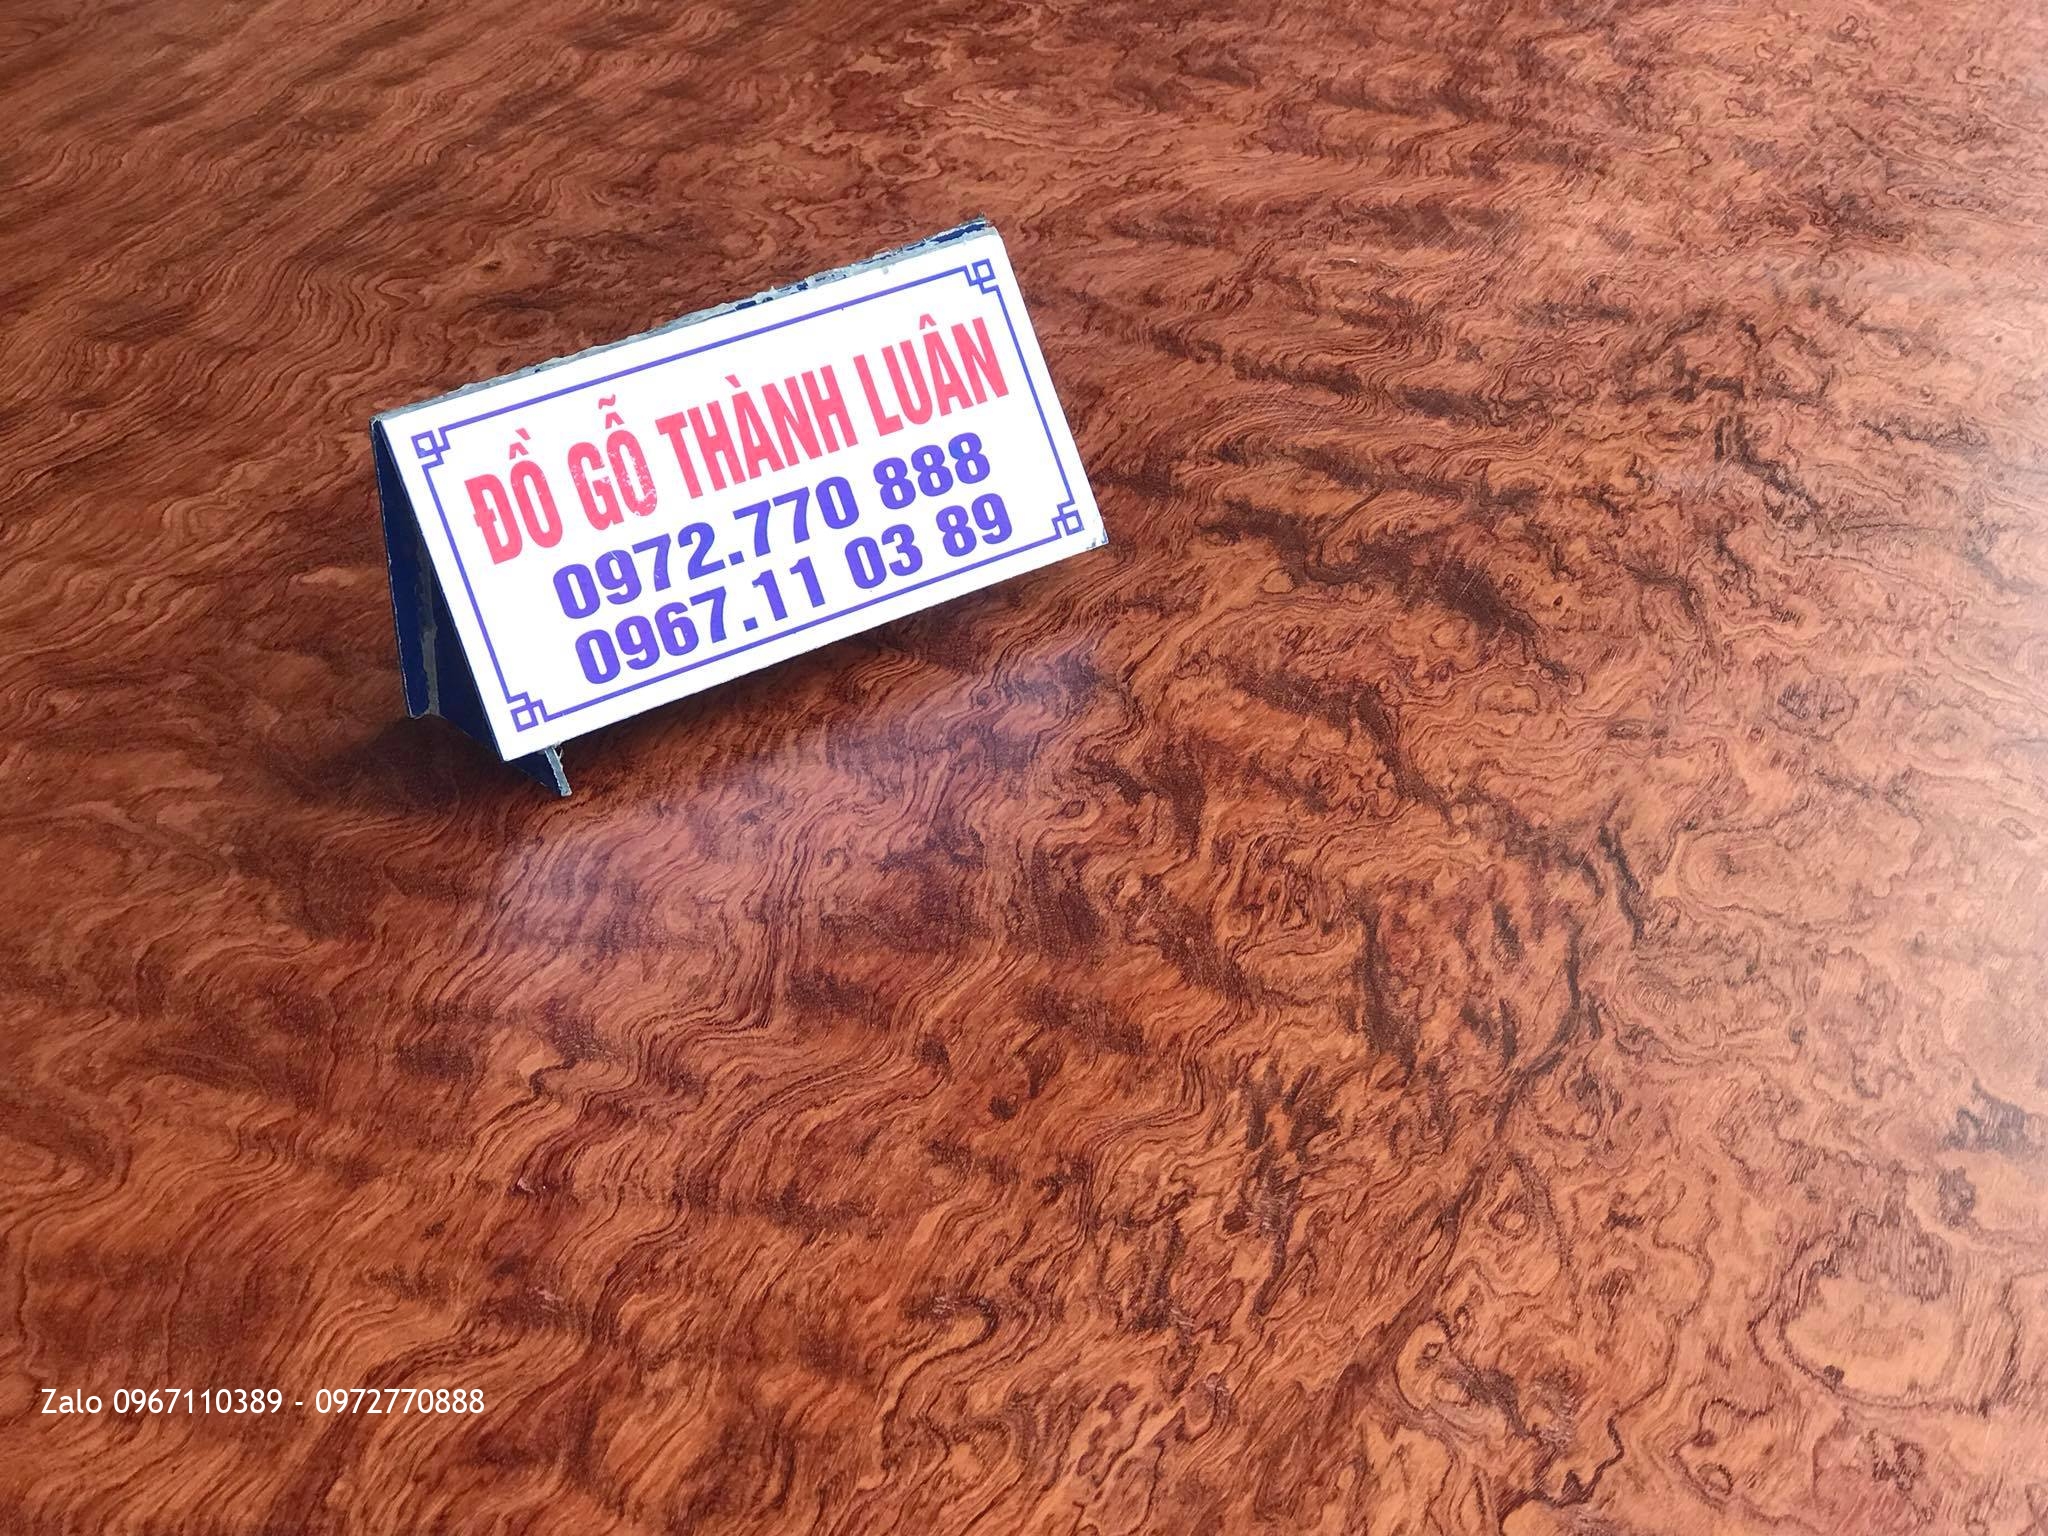 ĐỒ GỖ THÀNH LUÂN
0972.770 888
0967.11 03 89
Zalo 0967110389 - 0972770888